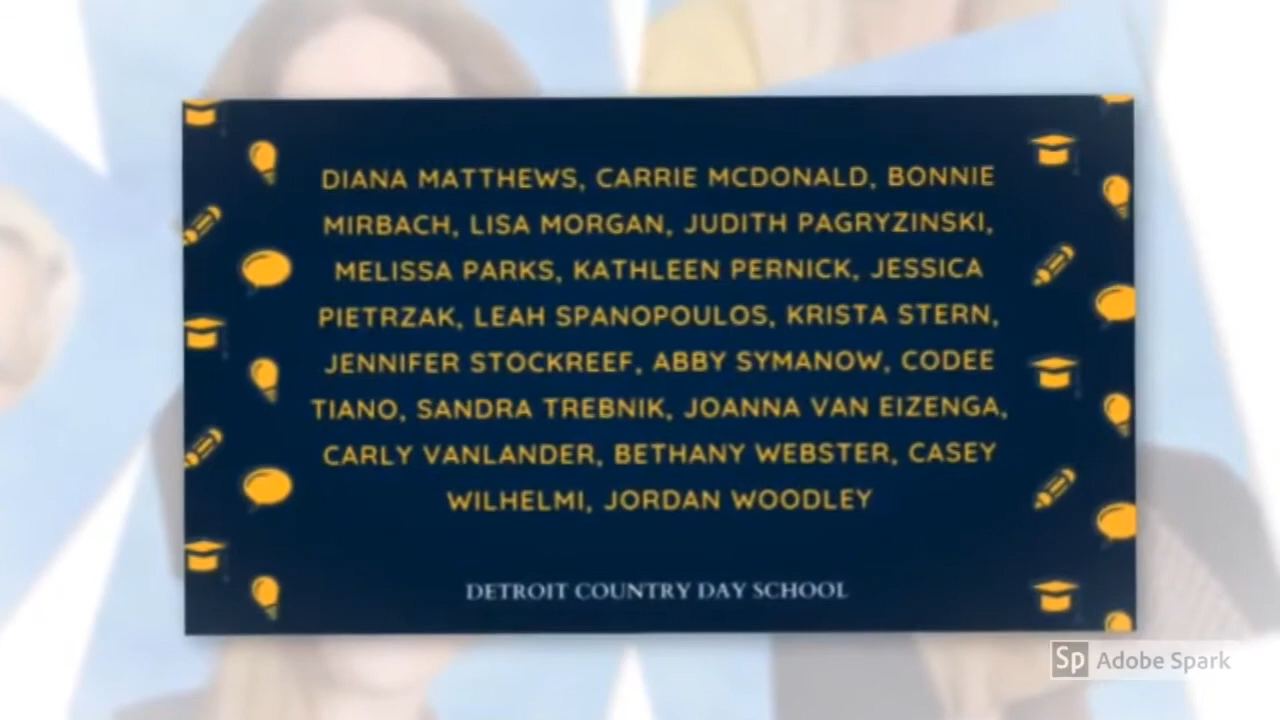 DIANA MATTHEWS, CARRIE MCDONALD, BONNIE
MIRBACH, LISA MORGAN, JUDITH PAGRYZINSKI,
MELISSA PARKS, KATHLEEN PERNICK, JESSICA
PIETRZAK, LEAH SPANOPOULOS, KRISTA STERN,
JENNIFER STOCKREEF, ABBY SYMANOW, CODEE
TIANO, SANDRA TREBNIK, JOANNA VAN EIZENGA,
CARLY VANLANDER, BETHANY WEBSTER, CASEY
WILHELMI, JORDAN WOODLEY
DETROIT COUNTRY DAY SCHOOL
Sp Adobe Spark